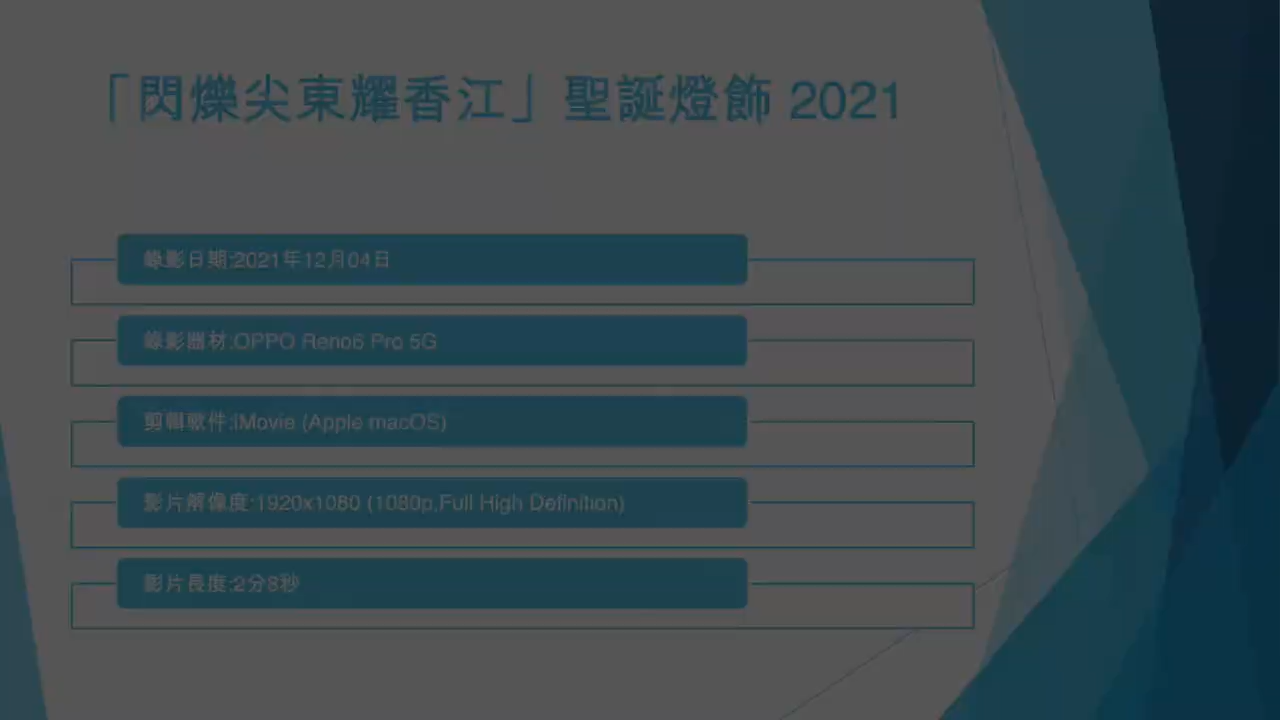 「閃爍尖東耀香江」聖誕燈飾 2021
錄影日期:2021年12月04日
錄影器材:OPPO Reno6 Pro 5G
剪輯軟件:iMovie (Apple macOS)
影片解像度:1920x1080 (1080p,Full High Definition)
影片長度:2分8秒